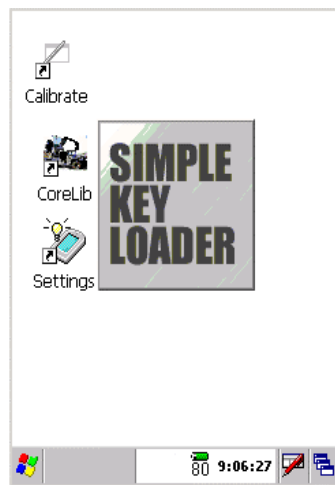 Calibrate
CoreLib
Settings
SIMPLE
KEY
LOADER
80 9:06:27